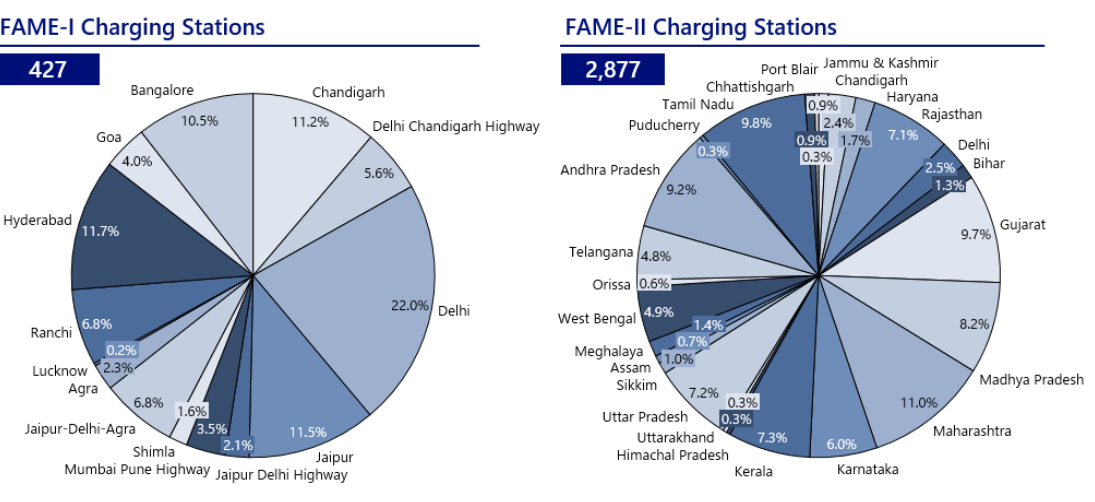 FAME-I Charging Stations
427
Bangalore
10.5%
Chandigarh
11.2%
Delhi Chandigarh Highway
5.6%
Goa
4.0%
Hyderabad
11.7%
22.0%
Delhi
Ranchi
6.8%
0.2%
Lucknow
2.3%
Agra
6.8%
Jaipur-Delhi-Agra
1.6%
Shimla
3.5%
Mumbai Pune Highway
2.1%
Jaipur Delhi Highway
11.5%
Jaipur
FAME-II Charging Stations
2,877
Port Blair
Jammu & Kashmir
Chhattishgarh
Chandigarh
Tamil Nadu
Haryana
Puducherry
Rajasthan
9.8%
0.9%
2.4%
1.7%
7.1%
0.9%
0.3%
0.3%
Delhi
2.5%
Bihar
1.3%
Andhra Pradesh
9.2%
Gujarat
9.7%
Telangana
4.8%
Orissa
0.6%
West Bengal
4.9%
1.4%
8.2%
Meghalaya
0.7%
Assam
1.0%
Sikkim
Madhya Pradesh
7.2%
0.3%
11.0%
Uttar Pradesh
0.3%
Maharashtra
Uttarakhand
7.3%
6.0%
Himachal Pradesh
Kerala
Karnataka